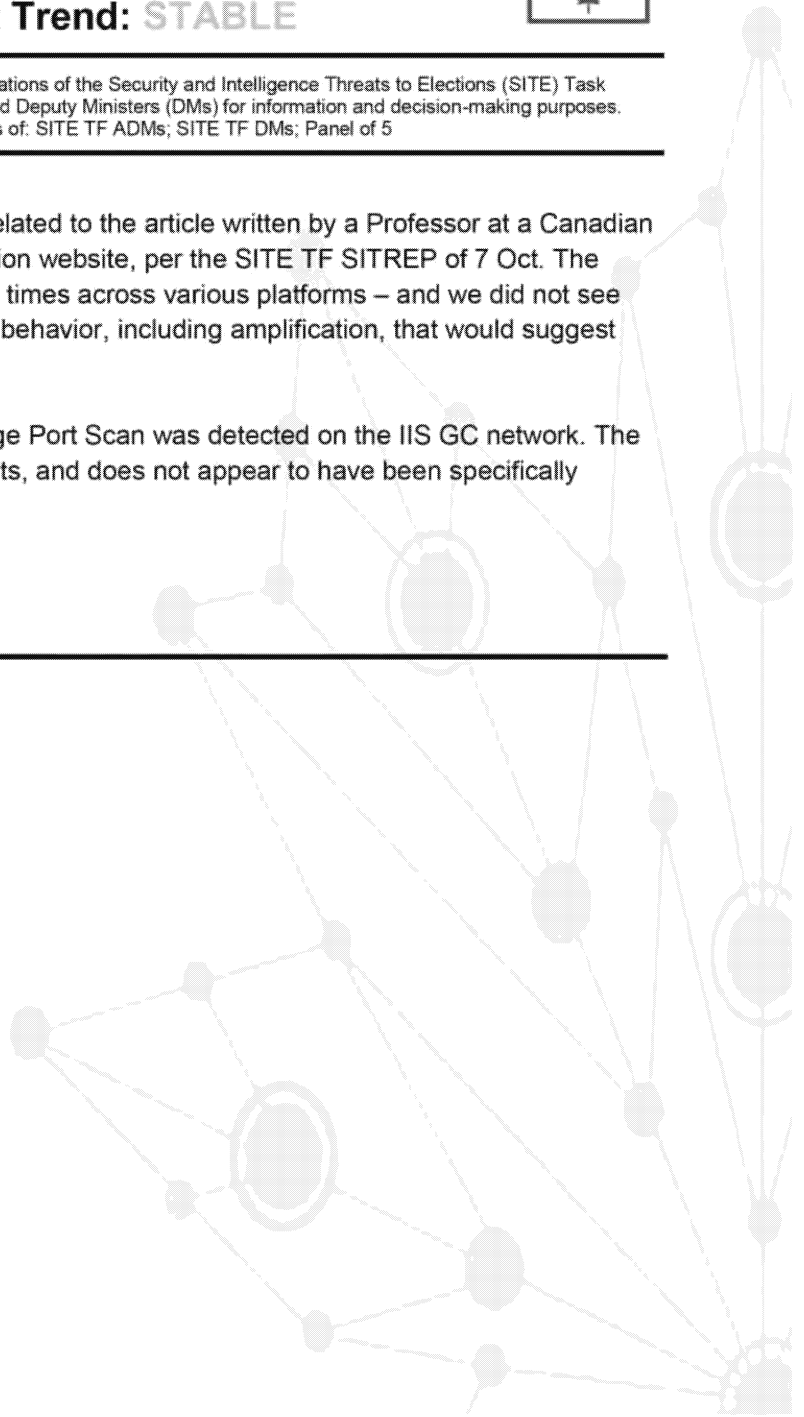 Trend: STABLE
ations of the Security and Intelligence Threats to Elections (SITE) Task
d Deputy Ministers (DMs) for information and decision-making purposes.
s of: SITE TF ADMs; SITE TF DMs; Panel of 5
elated to the article written by a Professor at a Canadian
ion website, per the SITE TF SITREP of 7 Oct. The
times across various platforms – and we did not see
behavior, including amplification, that would suggest
ge Port Scan was detected on the IIS GC network. The
ts, and does not appear to have been specifically